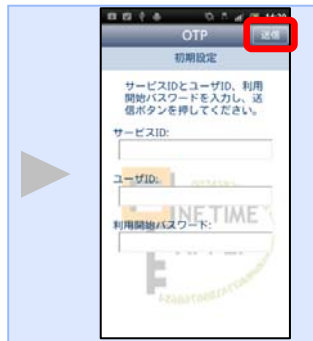 OTP
送信
初期設定
サービスIDとユーザID、利用
開始パスワードを入力し、送
信ボタンを押してください。
サービスID:
ユーザID:
NE TIME
利用開始パスワード: